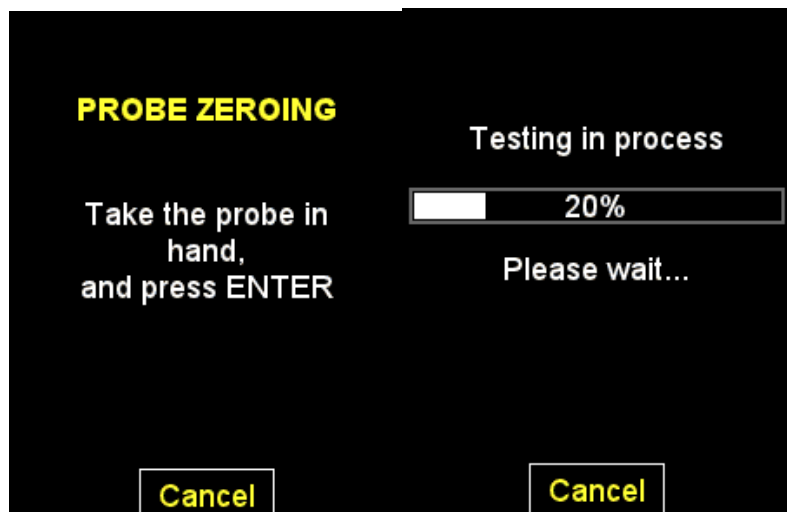 PROBE ZEROING
Take the probe in
hand,
and press ENTER
Cancel
Testing in process
20%
Please wait...
Cancel